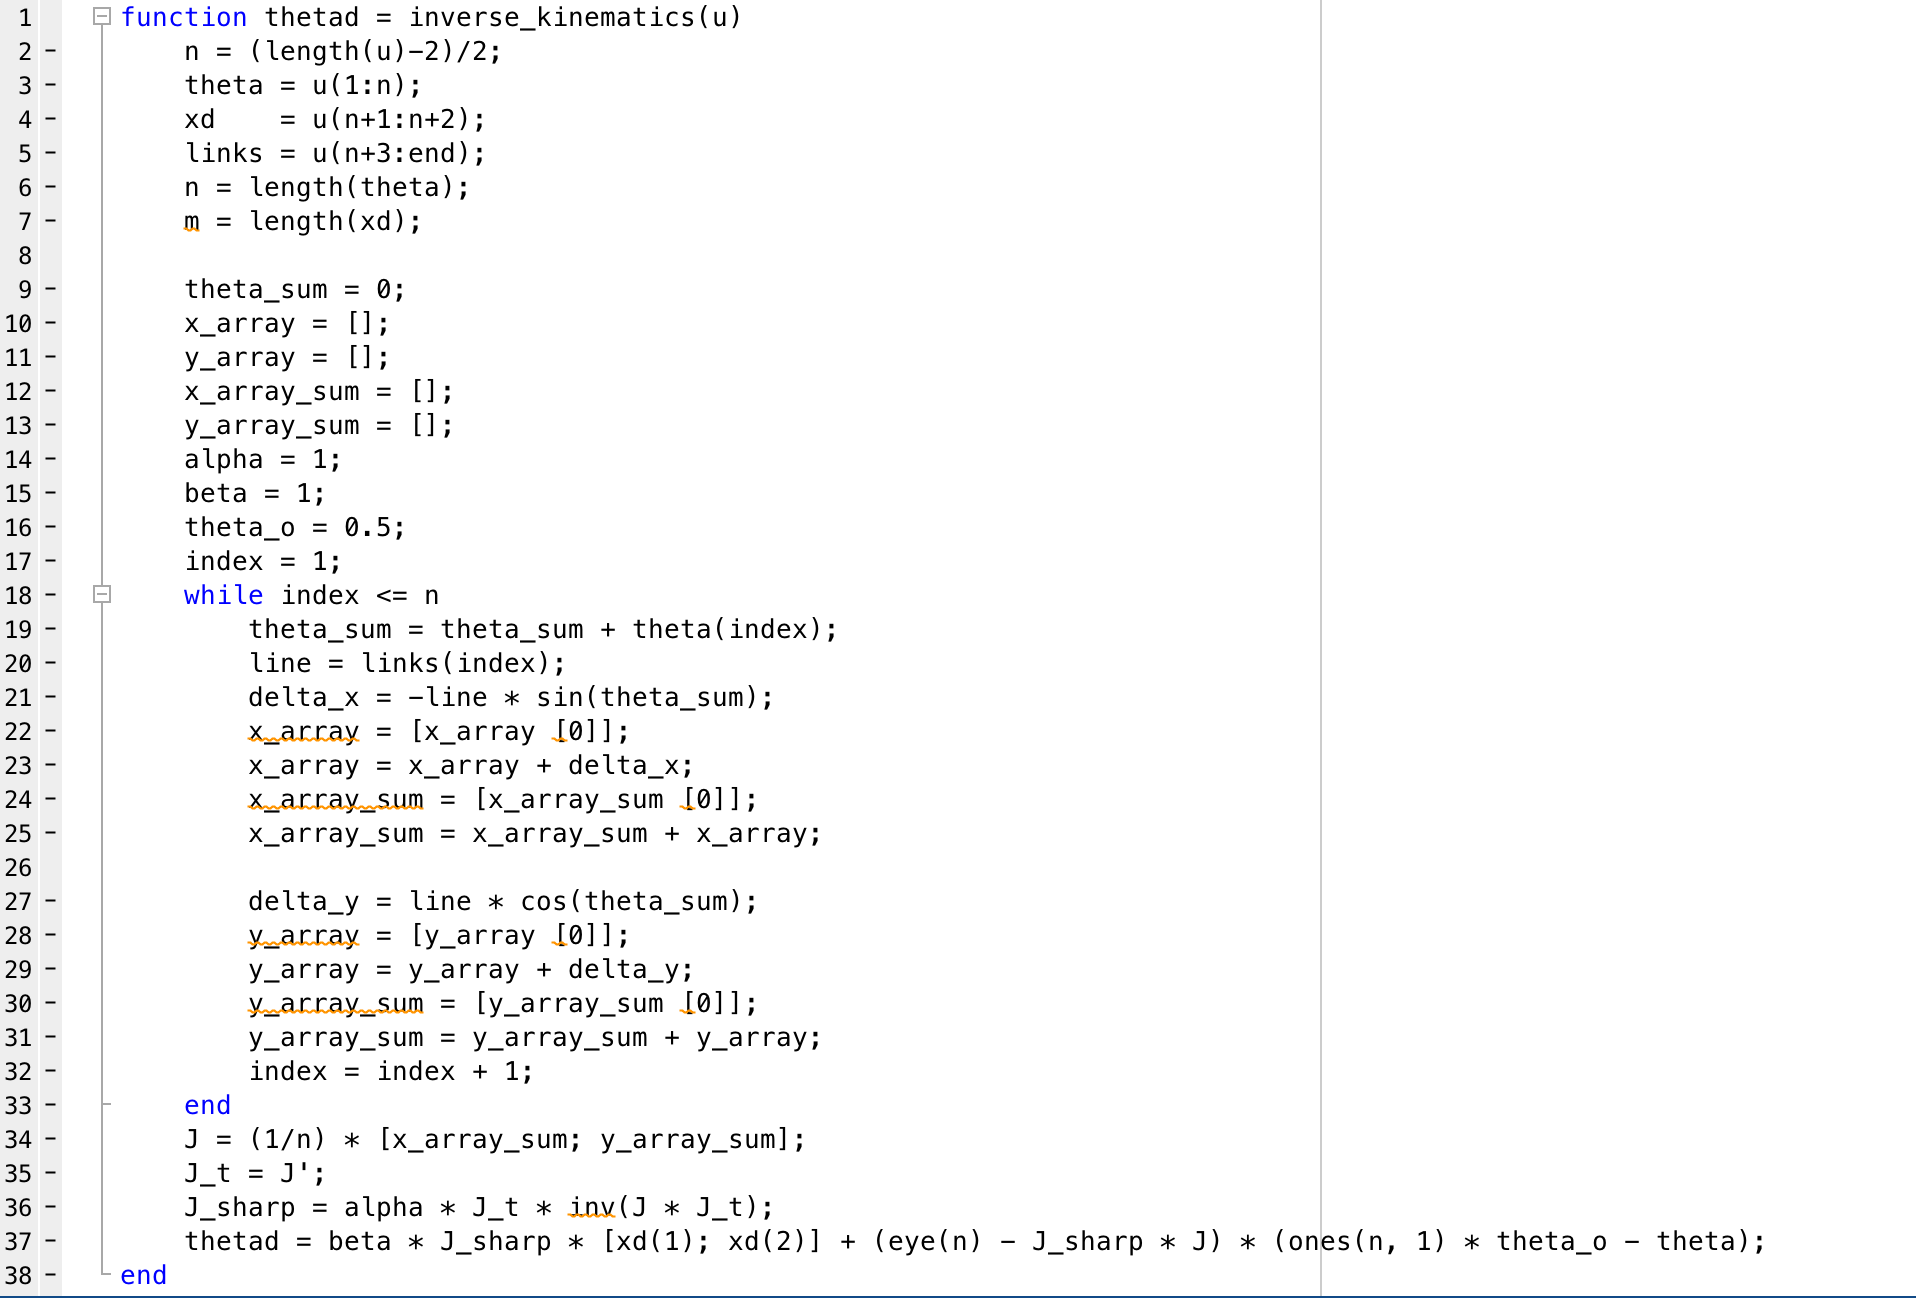 1 function thetad = inverse_kinematics(u)
2 - n = (length(u)-2)/2;
3 - theta = u(1:n);
4 - xd    = u(n+1:n+2);
5 - links = u(n+3:end);
6 - n = length(theta);
7 - m = length(xd);
8
9 - theta_sum = 0;
10 - x_array = [];
11 - y_array = [];
12 - x_array_sum = [];
13 - y_array_sum = [];
14 - alpha = 1;
15 - beta = 1;
16 - theta_o = 0.5;
17 - index = 1;
18 - while index <= n
19 - theta_sum = theta_sum + theta(index);
20 - line = links(index);
21 - delta_x = -line * sin(theta_sum);
22 - x_array = [x_array [0]];
23 - x_array = x_array + delta_x;
24 - x_array_sum = [x_array_sum [0]];
25 - x_array_sum = x_array_sum + x_array;
26
27 - delta_y = line * cos(theta_sum);
28 - y_array = [y_array [0]];
29 - y_array = y_array + delta_y;
30 - y_array_sum = [y_array_sum [0]];
31 - y_array_sum = y_array_sum + y_array;
32 - index = index + 1;
33 - end
34 - J = (1/n) * [x_array_sum; y_array_sum];
35 - J_t = J';
36 - J_sharp = alpha * J_t * inv(J * J_t);
37 - thetad = beta * J_sharp * [xd(1); xd(2)] + (eye(n) - J_sharp * J) * (ones(n, 1) * theta_o - theta);
38 - end